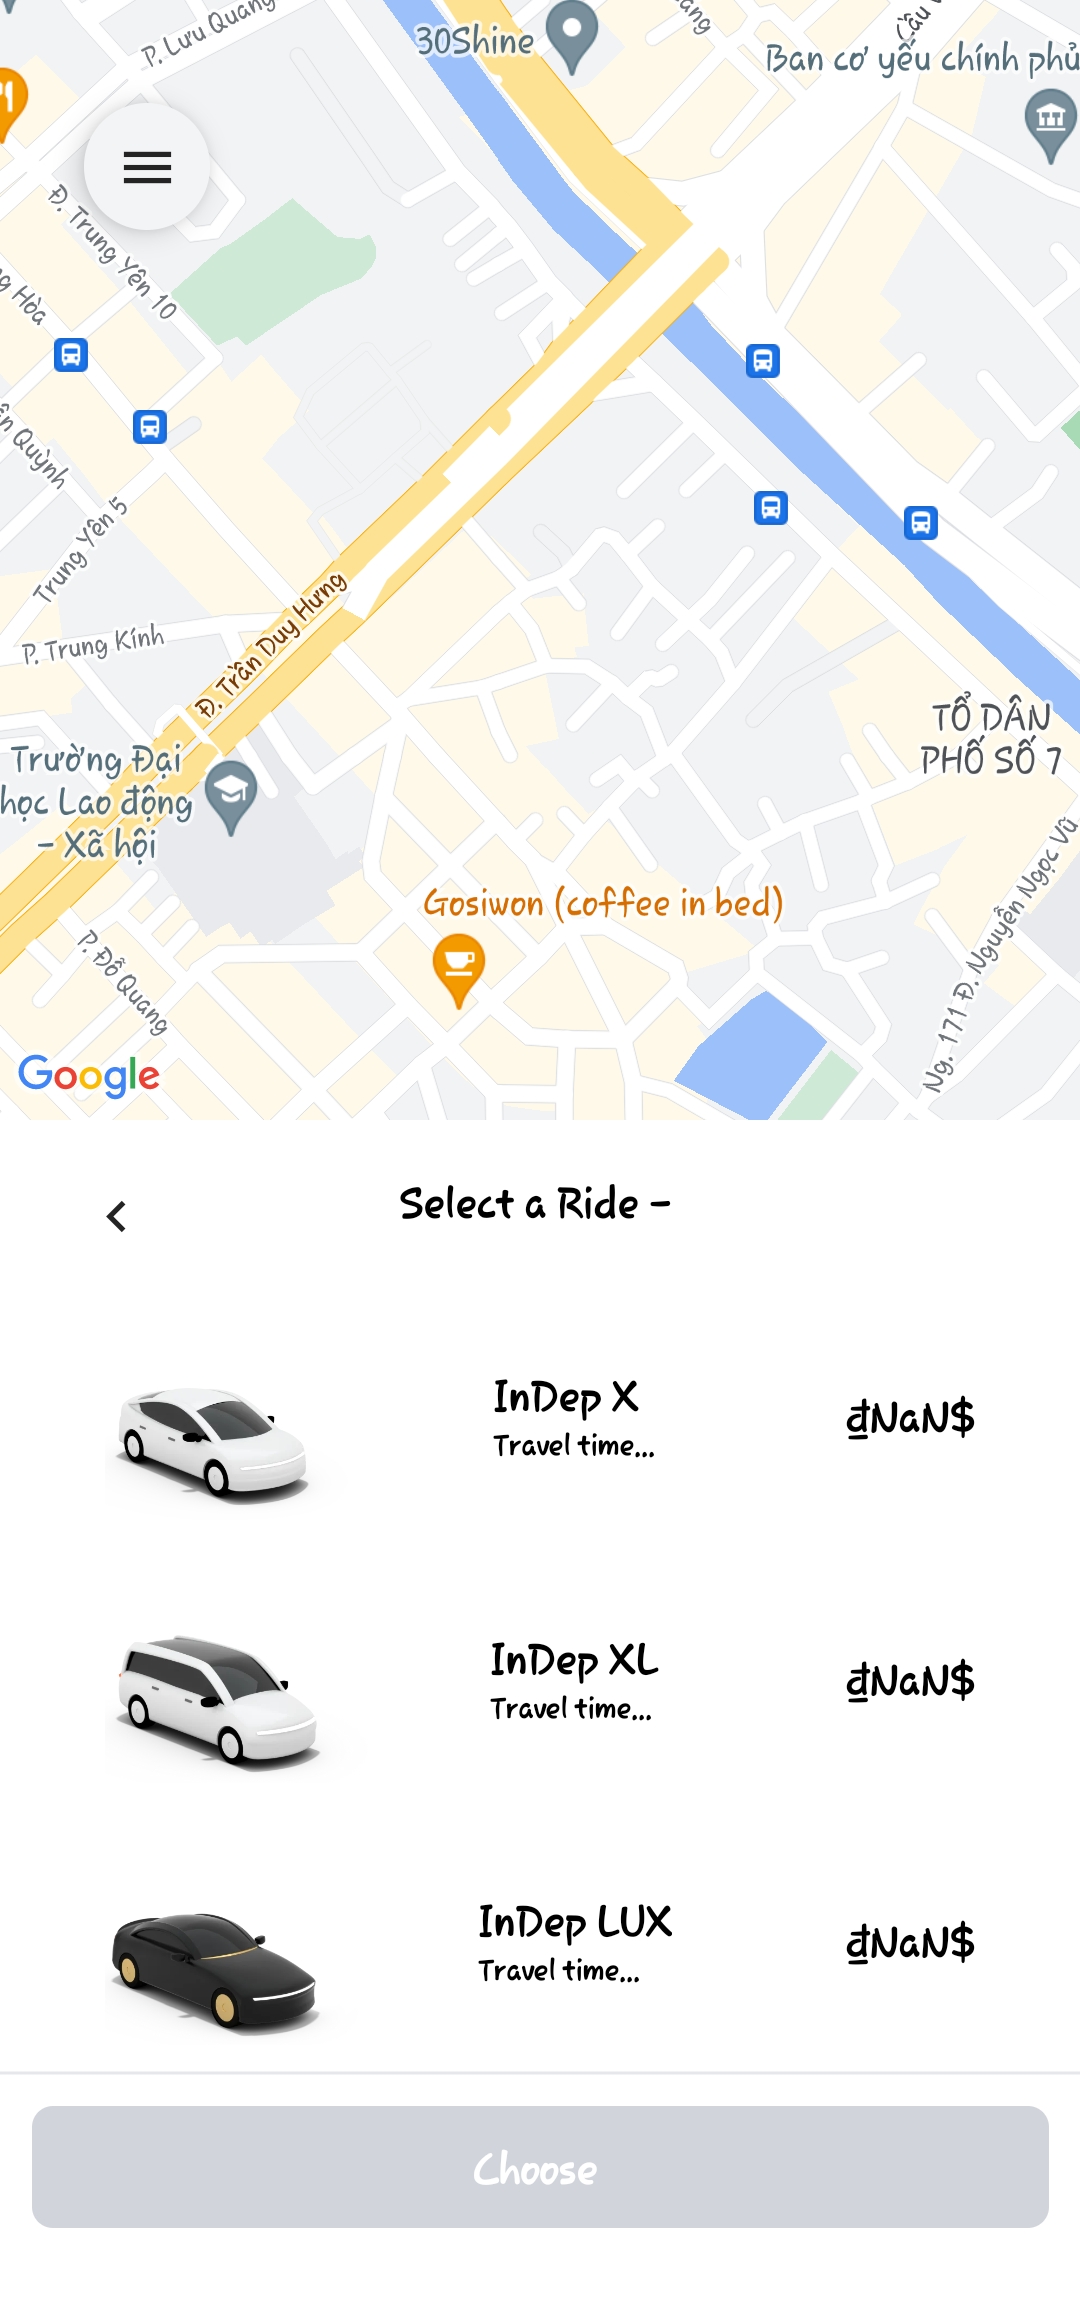 P. Lưu Quang
30Shine
Cầu
Ban cơ yếu chính phủ
Đ. Trung Yên 10
g Hòa
Quỳnh
Trung Yên 5
P. Trung Kính
Đ. Trần Duy Hưng
TỔ DÂN
PHỐ SỐ 7
Trường Đại
học Lao động
– Xã hội
Gosiwon (coffee in bed)
P. Đỗ Quang
Ng. 171 Đ. Nguyễn Ngọc Vũ
Google
Select a Ride –
InDep X
Travel time...
₫NaN$
InDep XL
Travel time...
₫NaN$
InDep LUX
Travel time...
₫NaN$
Choose